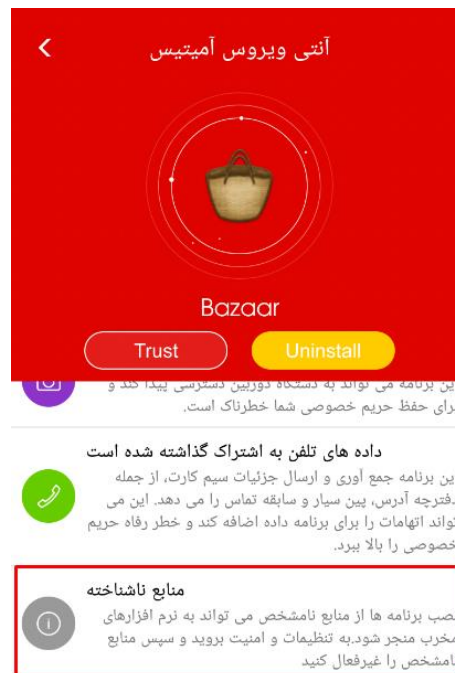 آنتی ویروس آمیتیس
Bazaar
Trust
Uninstall
این برنامه می تواند به دستگاه دوربین دسترسی پیدا کند و
برای حفظ حریم خصوصی شما خطرناک است.
داده های تلفن به اشتراک گذاشته شده است
این برنامه جمع آوری و ارسال جزئیات سیم کارت، از جمله
دفترچه آدرس، پین سیار و سابقه تماس را می دهد. این می
تواند اتهامات را برای برنامه داده اضافه کند و خطر رفاه حریم
خصوصی را بالا ببرد.
منابع ناشناخته
نصب برنامه ها از منابع نامشخص می تواند به نرم افزارهای
مخرب منجر شود.به تنظیمات و امنیت بروید و سپس منابع
نامشخص را غیرفعال کنید